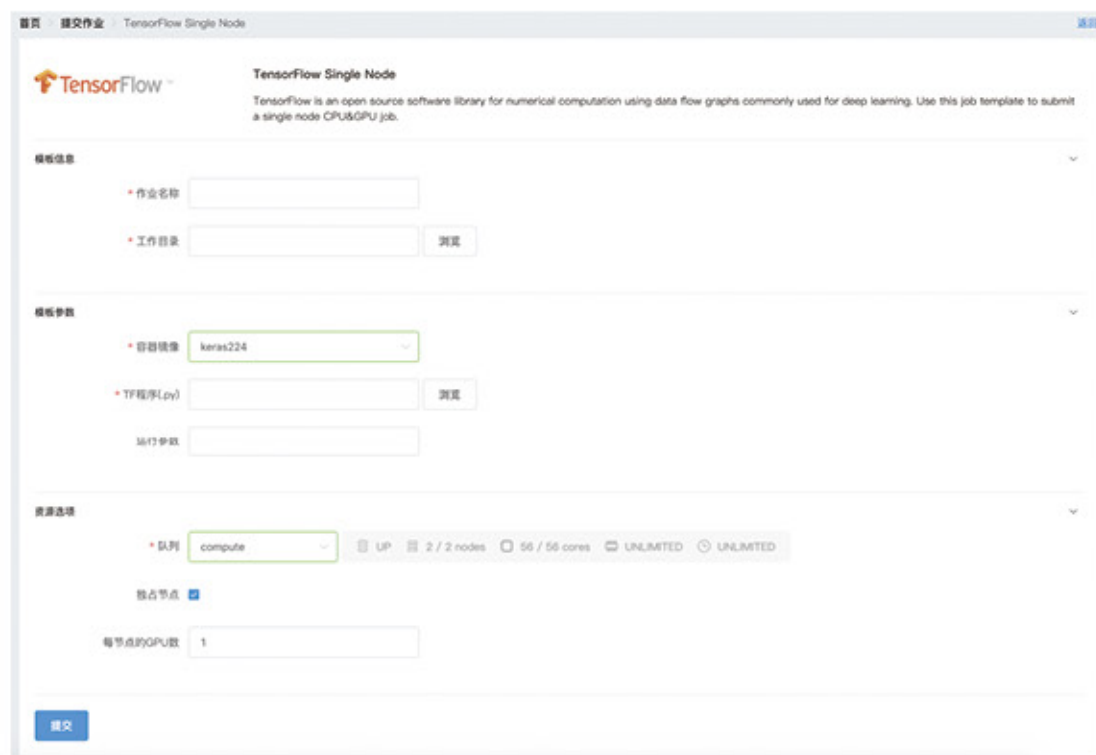 首页 提交作业 TensorFlow Single Node 返回
TensorFlow
TensorFlow Single Node
TensorFlow is an open source software library for numerical computation using data flow graphs commonly used for deep learning. Use this job template to submit
a single node CPU&GPU job.
模板信息
* 作业名称
* 工作目录 浏览
模板参数
* 容器镜像 keras224
* TF程序(.py) 浏览
运行参数
资源选项
* 队列 compute UP 2 / 2 nodes 56 / 56 cores UNLIMITED UNLIMITED
独占节点
每节点的GPU数 1
提交